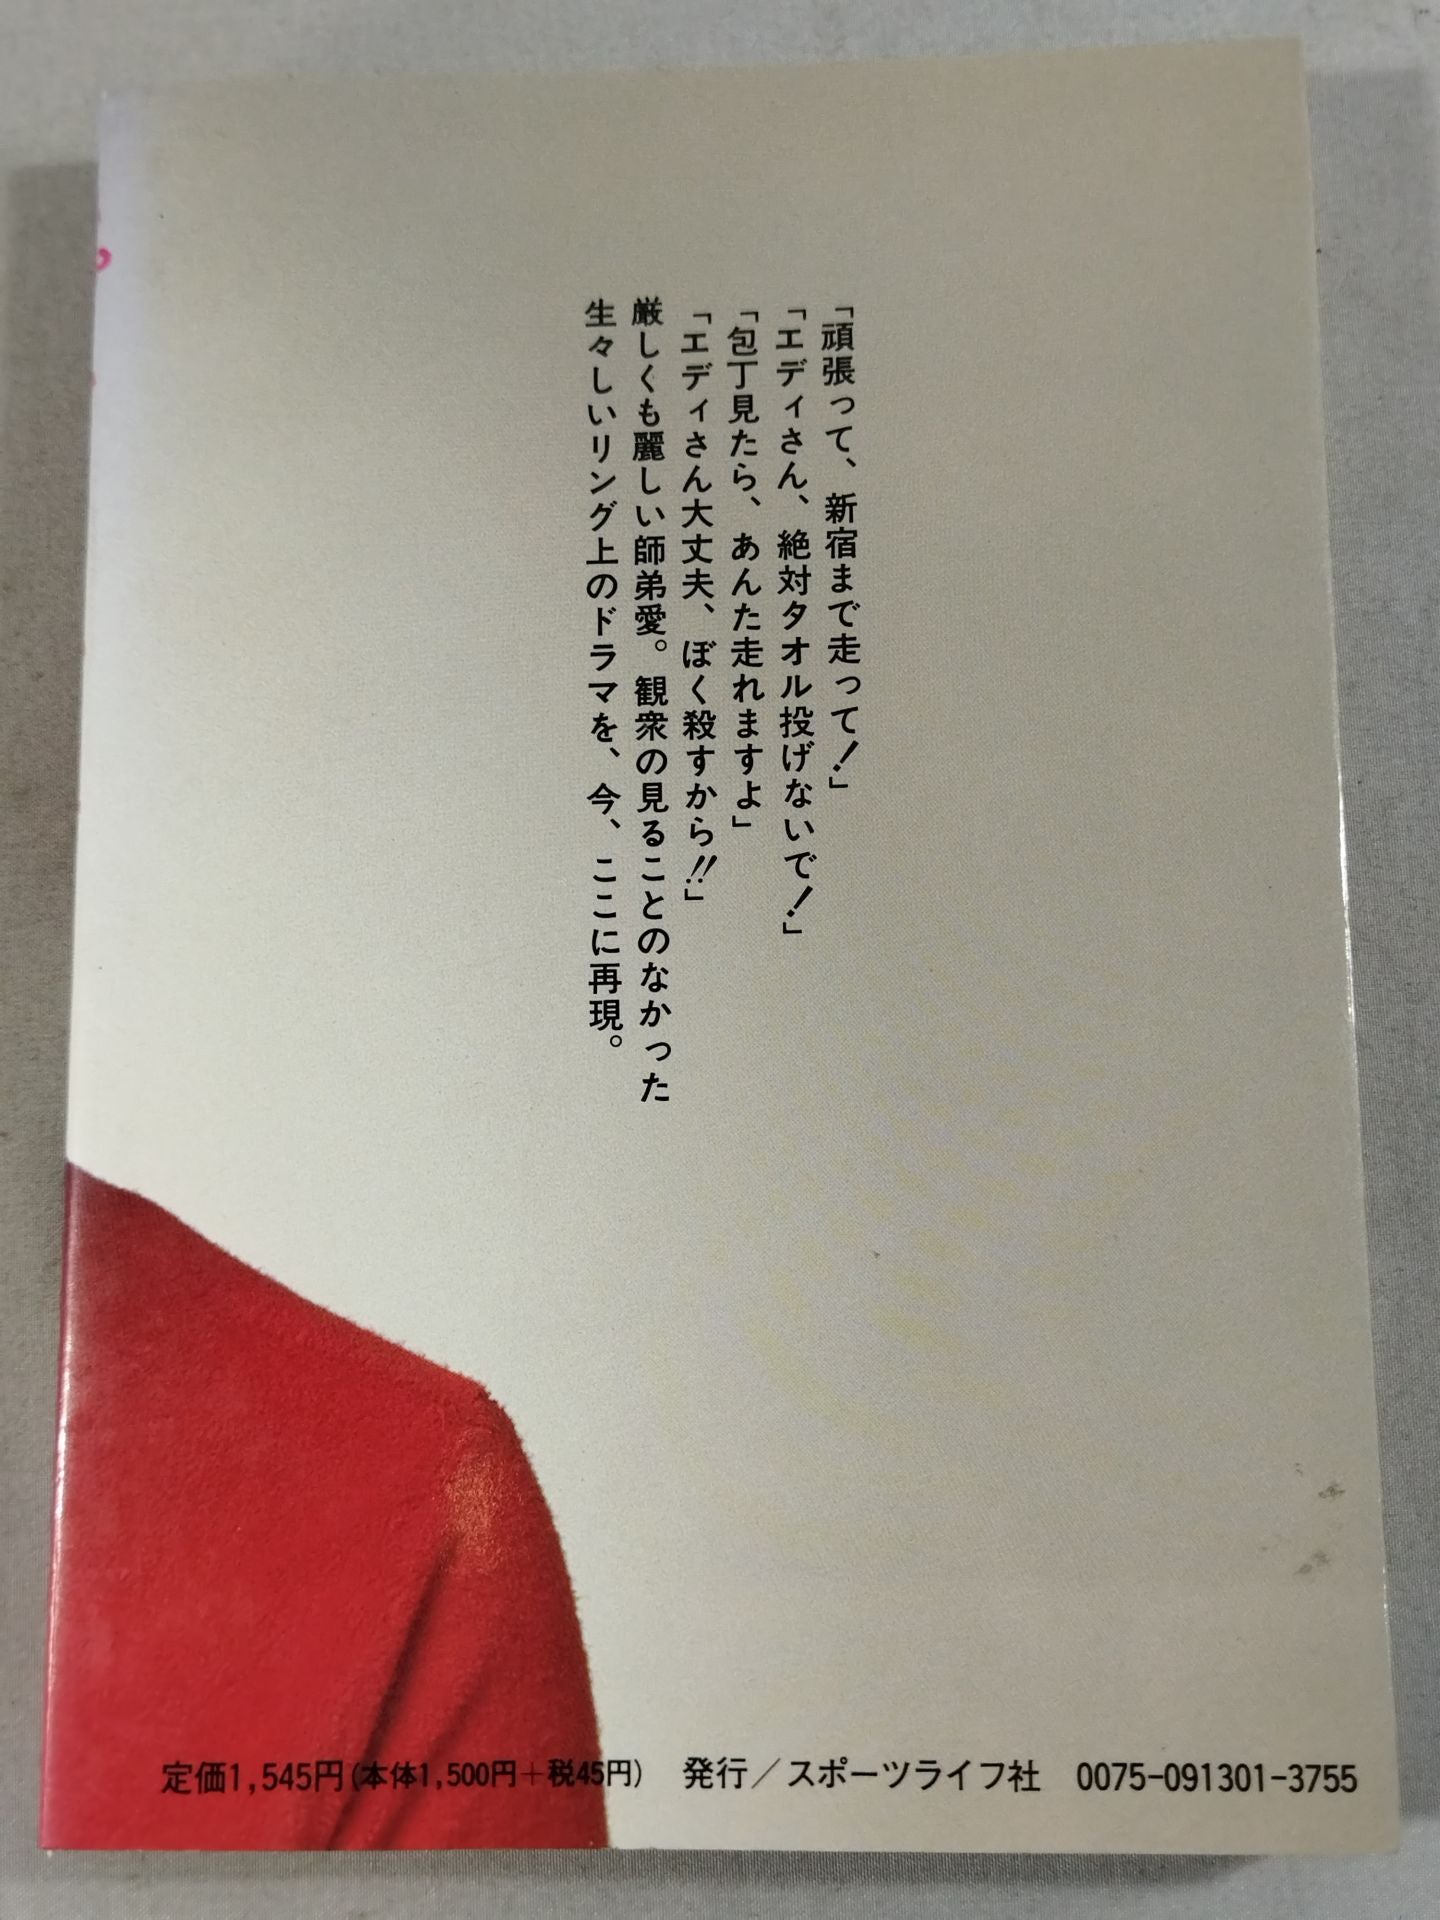 「頑張って、新宿まで走って！」
「エディさん、絶対タオル投げないで！」
「包丁見たら、あんた走れますよ」
「エディさん大丈夫、ぼく殺すから!!」
厳しくも麗しい師弟愛。観衆の見ることのなかった
生々しいリング上のドラマを、今、ここに再現。
定価1,545円(本体1,500円＋税45円)　発行／スポーツライフ社　0075-091301-3755